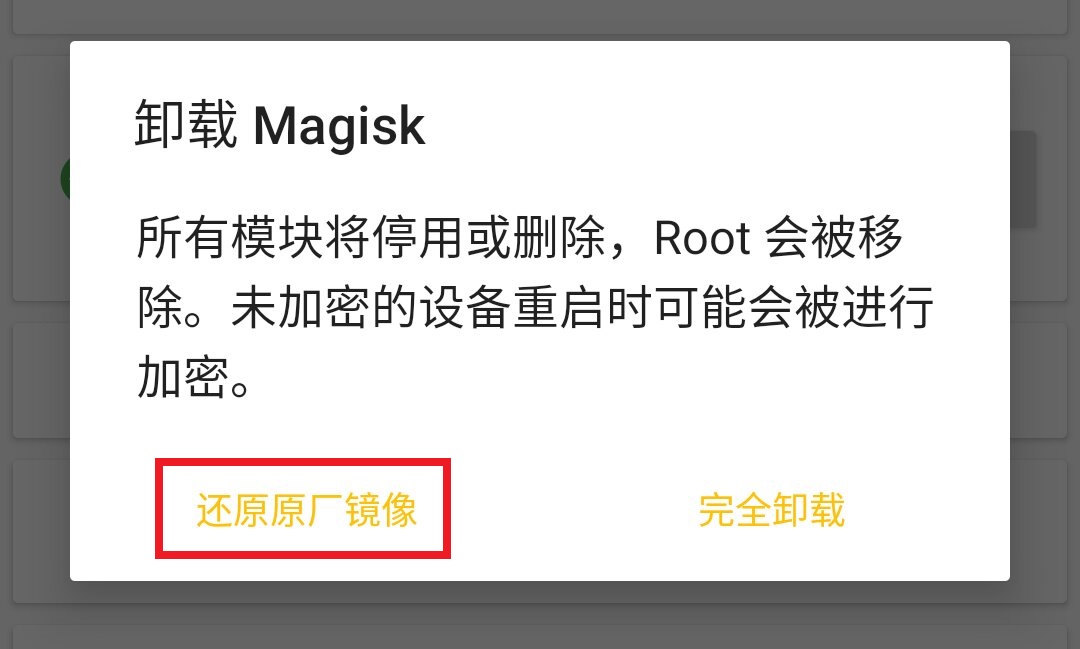 卸载 Magisk
所有模块将停用或删除，Root 会被移
除。未加密的设备重启时可能会被进行
加密。
还原原厂镜像
完全卸载